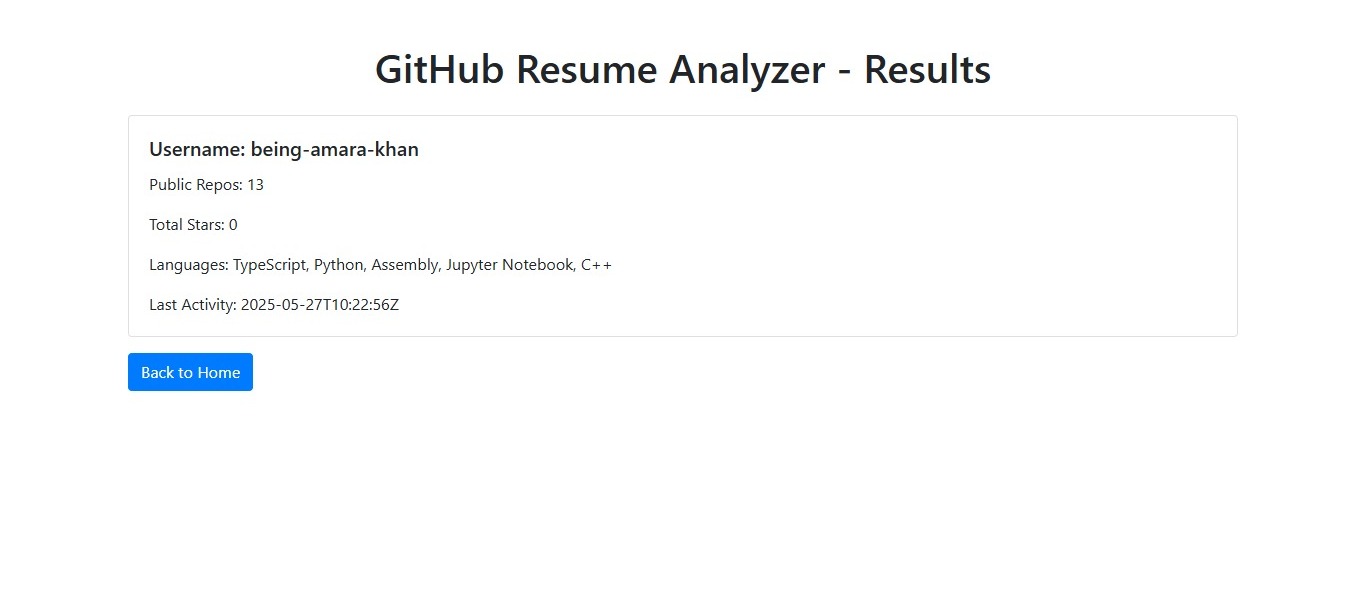 GitHub Resume Analyzer - Results
Username: being-amara-khan
Public Repos: 13
Total Stars: 0
Languages: TypeScript, Python, Assembly, Jupyter Notebook, C++
Last Activity: 2025-05-27T10:22:56Z
Back to Home